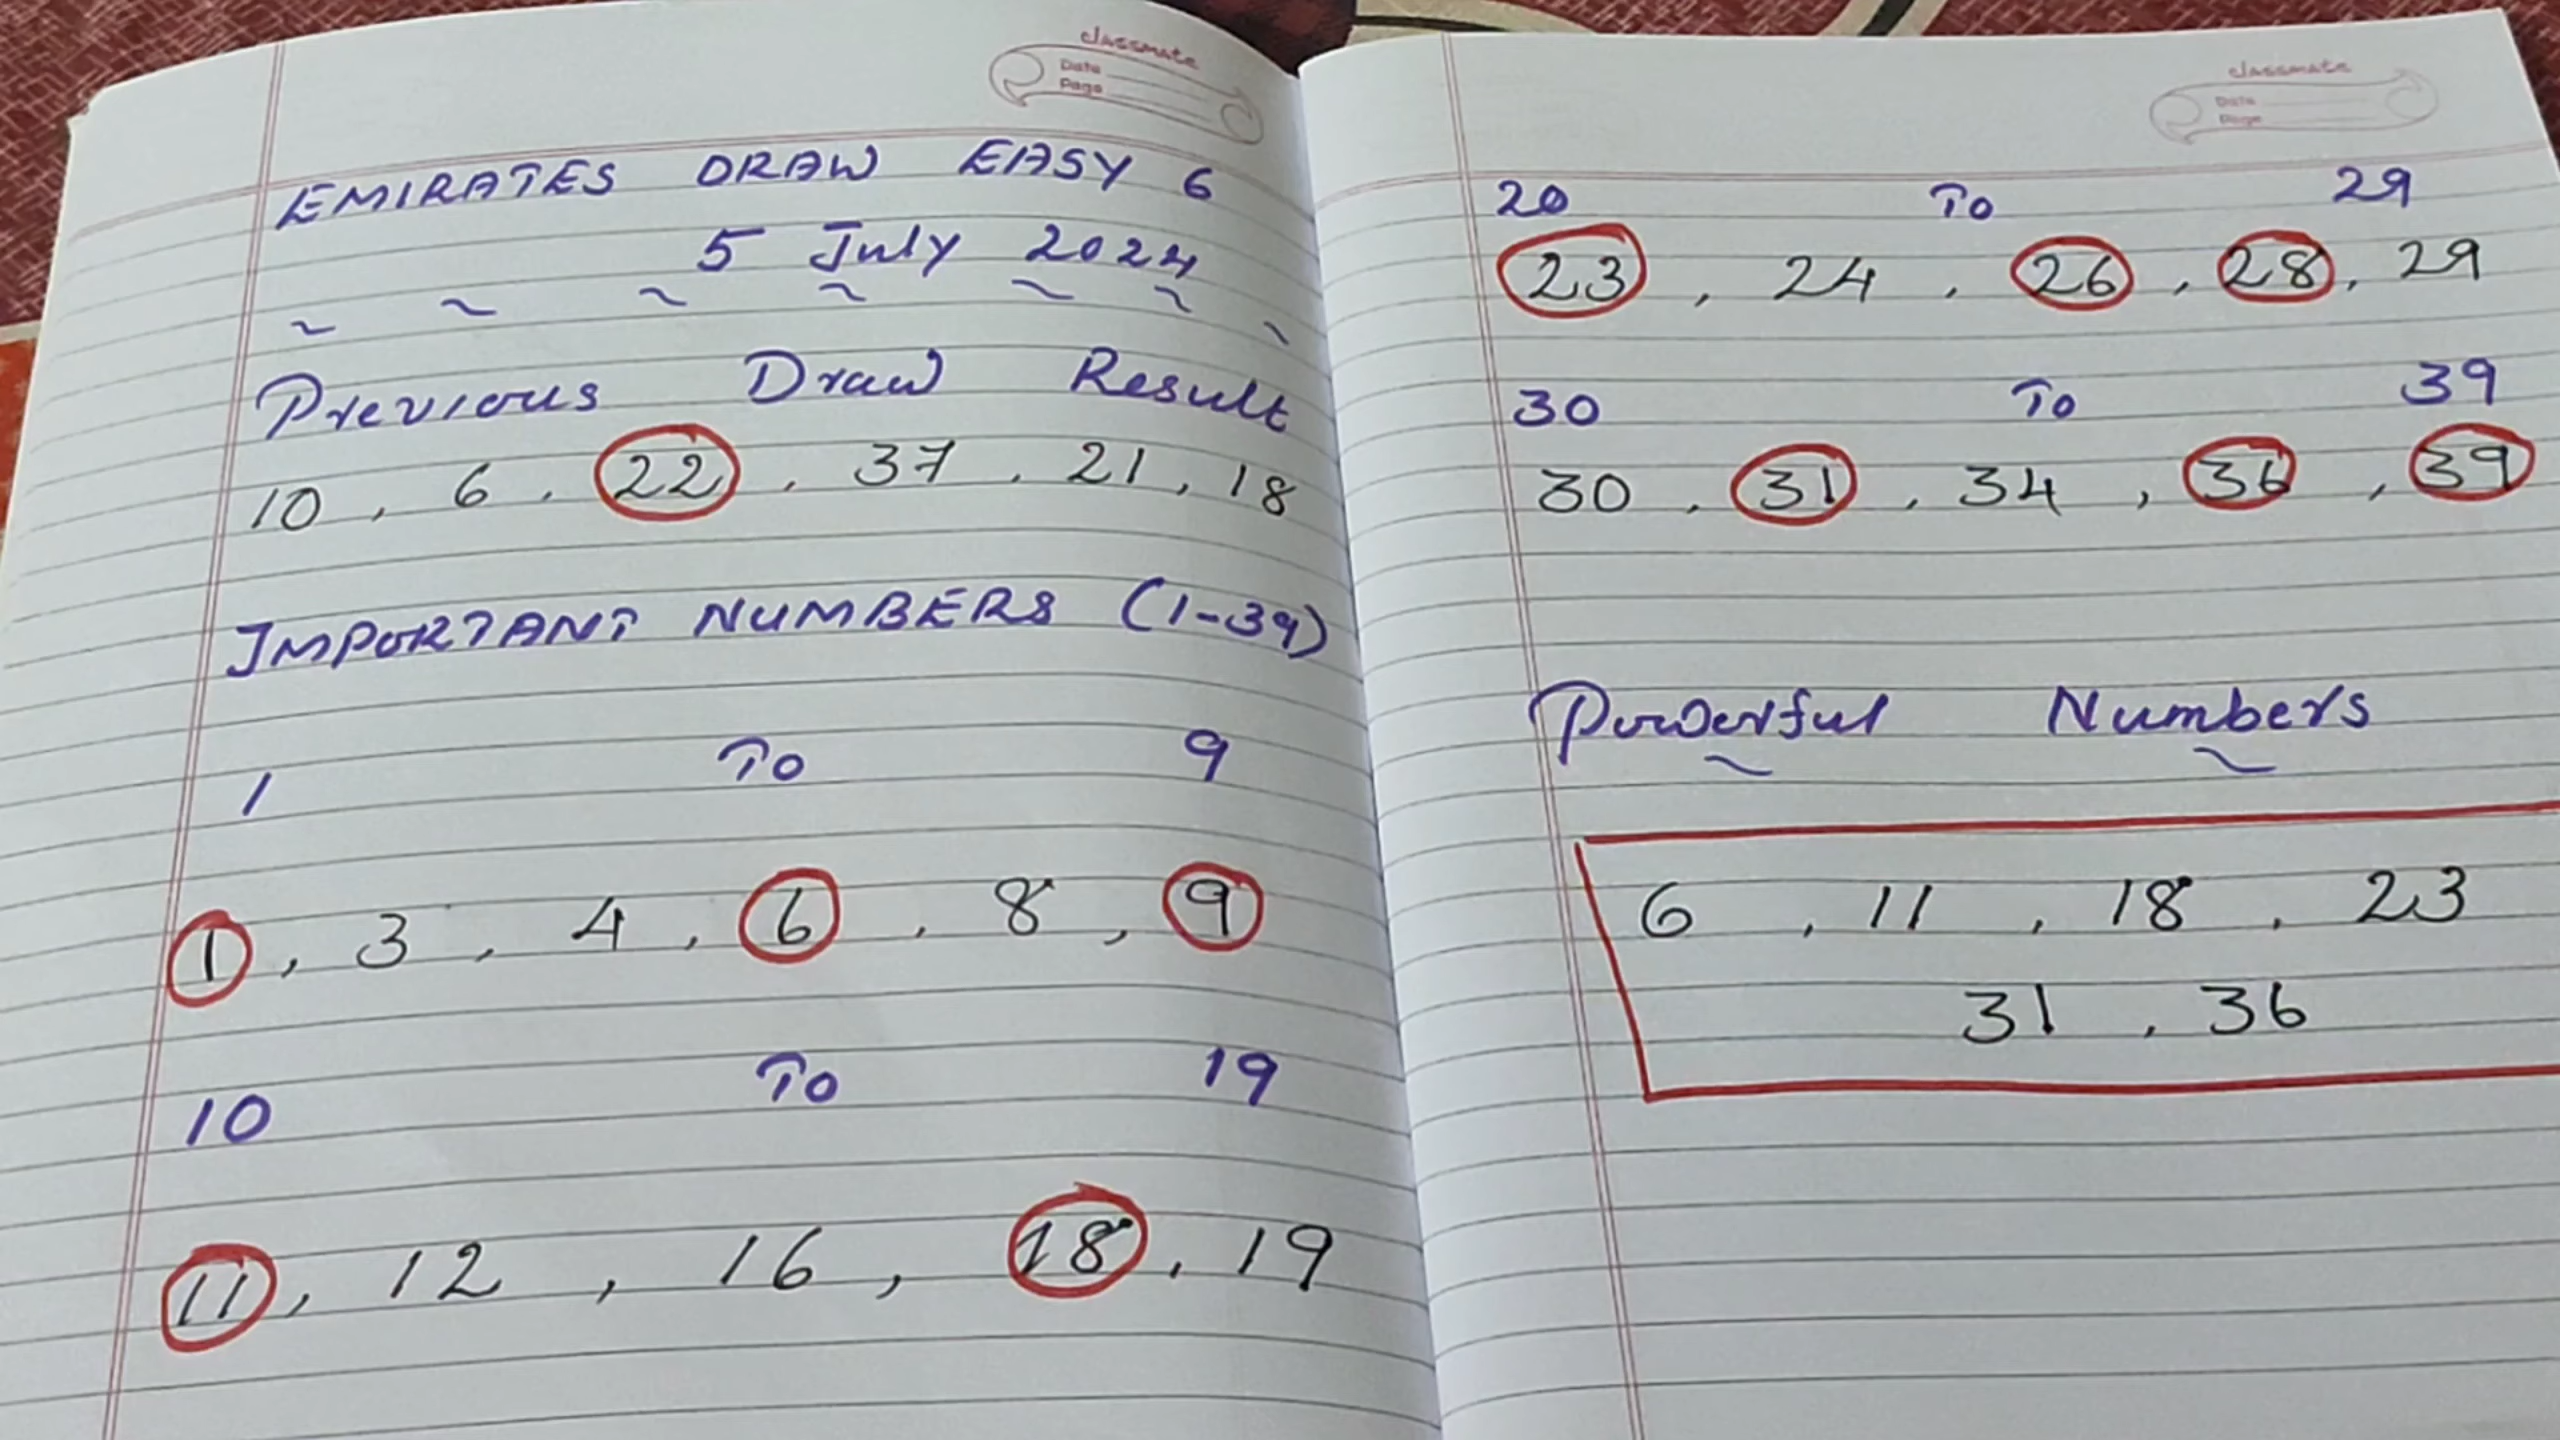 classmate
Date
Page
EMIRATES DRAW EASY 6
5 July 2024
Previous Draw Result
10 , 6 , 22 , 37 , 21 , 18
IMPORTANT NUMBERS (1-39)
1 To 9
1 , 3 , 4 , 6 , 8 , 9
10 To 19
11 , 12 , 16 , 18 , 19
classmate
Date
Page
20 To 29
23 , 24 , 26 , 28 , 29
30 To 39
30 , 31 , 34 , 36 , 39
Powerful Numbers
6 , 11 , 18 , 23
31 , 36